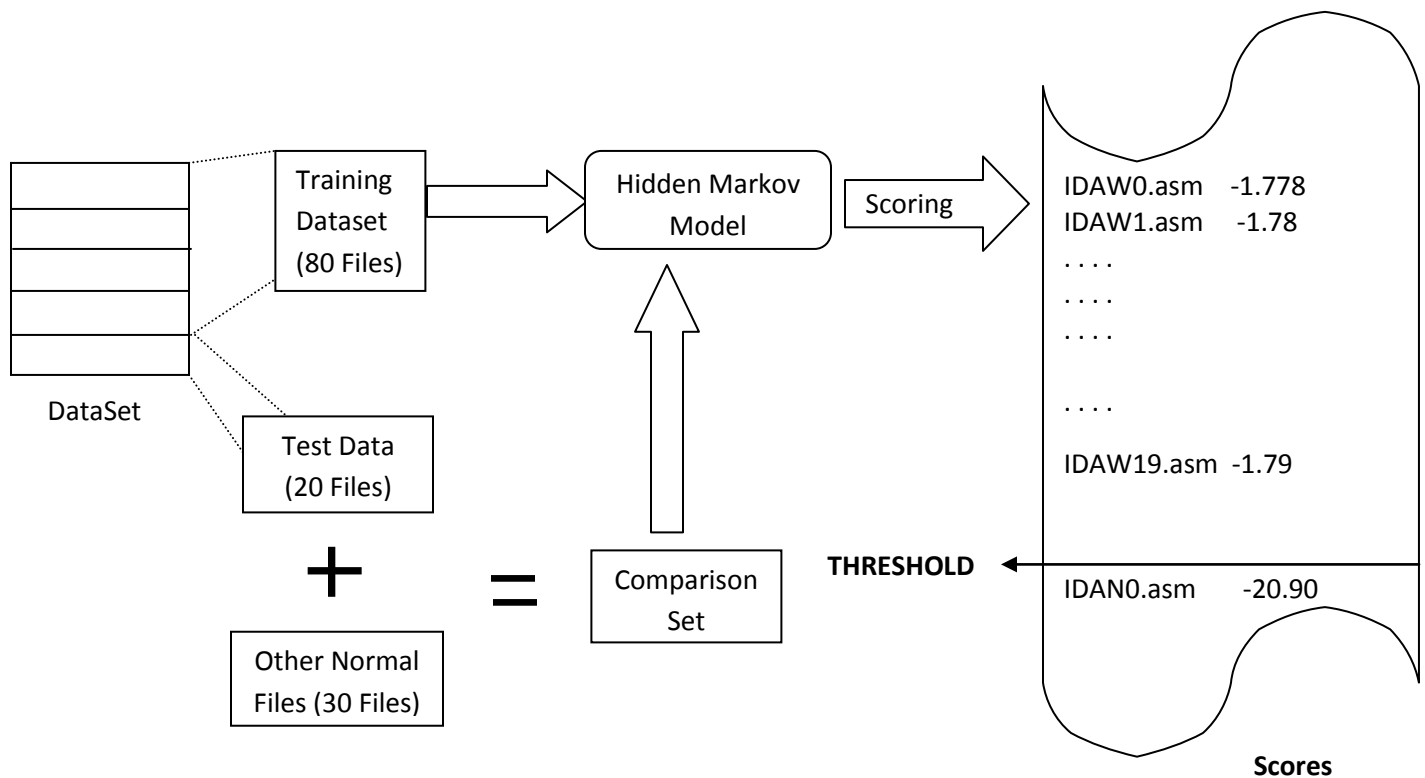 Training
Dataset
(80 Files)
Hidden Markov
Model
Scoring
DataSet
Test Data
(20 Files)
+
=
Other Normal
Files (30 Files)
Comparison
Set
THRESHOLD
IDAW0.asm -1.778
IDAW1.asm -1.78
. . . .
. . . .
. . . .
. . . .
IDAW19.asm -1.79
IDAN0.asm -20.90
Scores